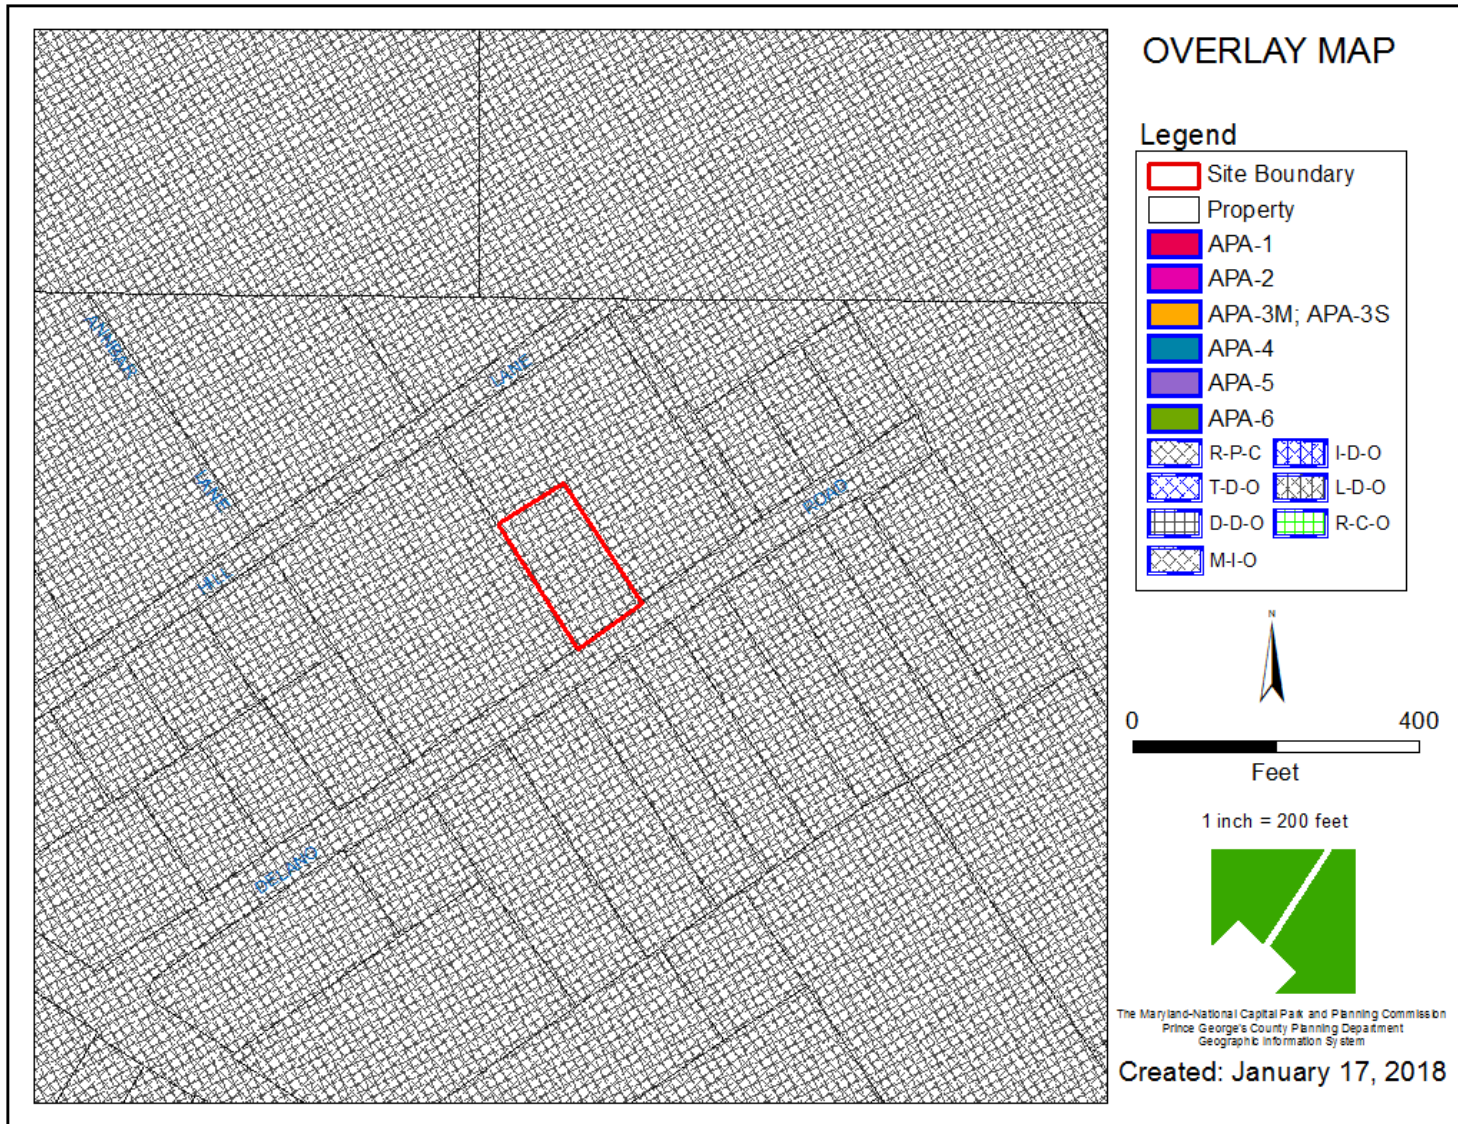 OVERLAY MAP
Legend
Site Boundary
Property
APA-1
APA-2
APA-3M; APA-3S
APA-4
APA-5
APA-6
R-P-C I-D-O
T-D-O L-D-O
D-D-O R-C-O
M-I-O
N
0 400
Feet
1 inch = 200 feet
The Maryland-National Capital Park and Planning Commission
Prince George's County Planning Department
Geographic Information System
Created: January 17, 2018
LANE
LANE
HILL
ROAD
DELANO